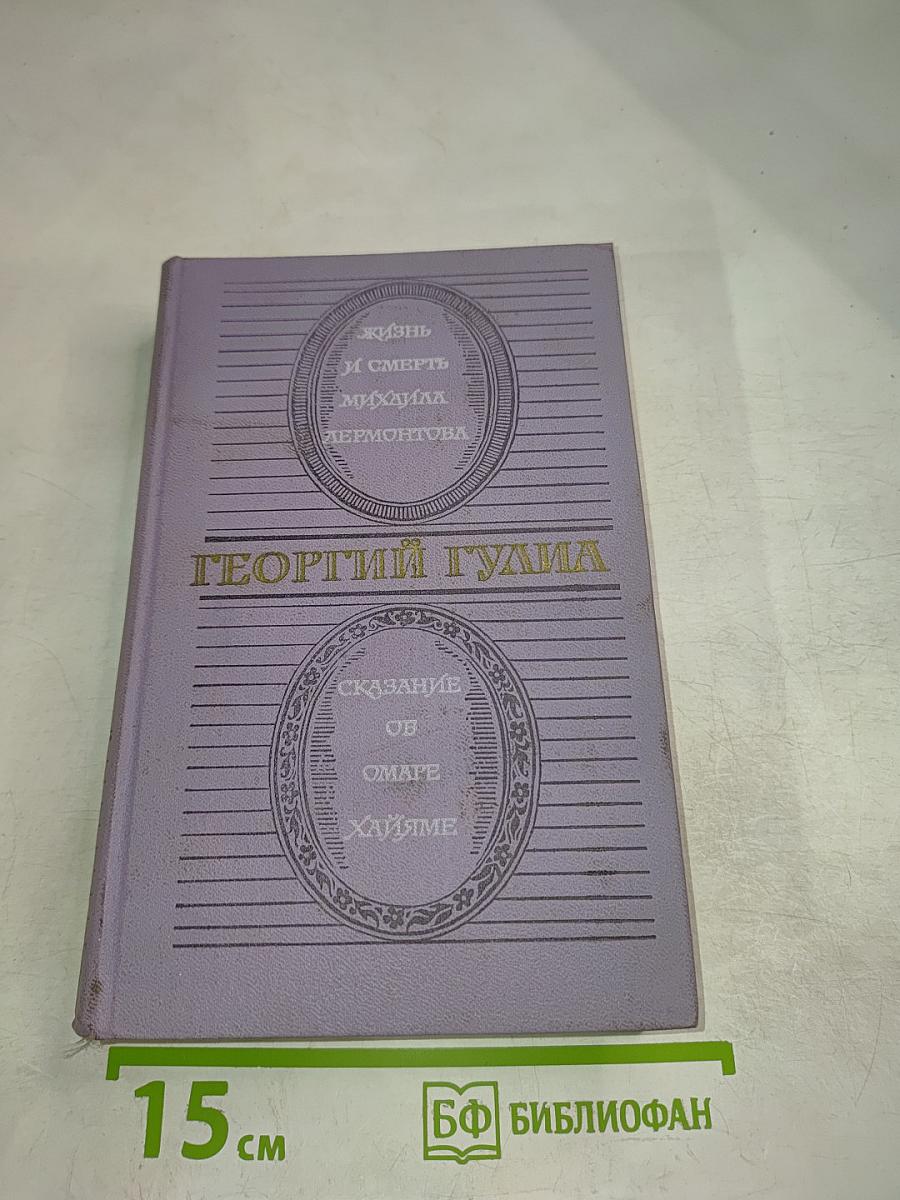 ЖИЗНЬ
И СМЕРТЬ
МИХАИЛА
ЛЕРМОНТОВА
ГЕОРГИЙ ГУЛИА
СКАЗАНИЕ
ОБ
ОМАРЕ
ХАЙЯМЕ
15 см
БФ БИБЛИОФАН